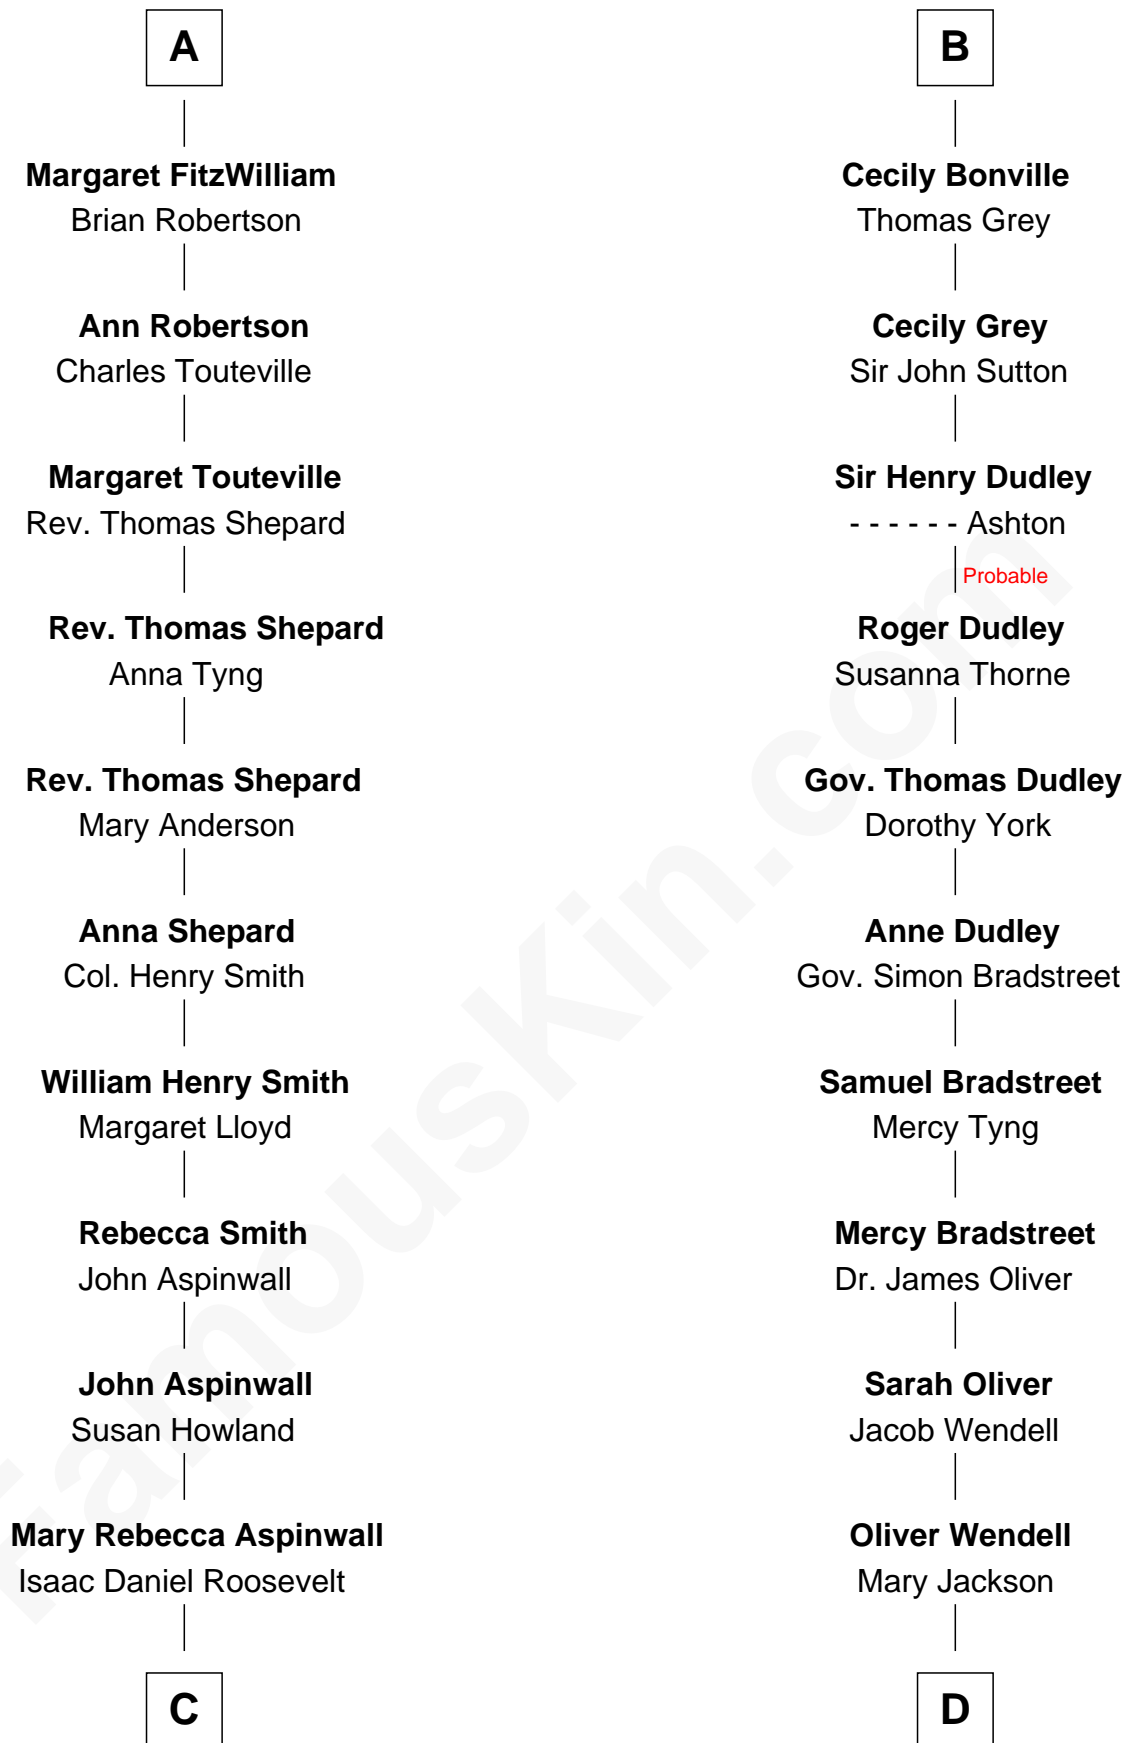 A
Margaret FitzWilliam
Brian Robertson
Ann Robertson
Charles Touteville
Margaret Touteville
Rev. Thomas Shepard
Rev. Thomas Shepard
Anna Tyng
Rev. Thomas Shepard
Mary Anderson
Anna Shepard
Col. Henry Smith
William Henry Smith
Margaret Lloyd
Rebecca Smith
John Aspinwall
John Aspinwall
Susan Howland
Mary Rebecca Aspinwall
Isaac Daniel Roosevelt
C
B
Cecily Bonville
Thomas Grey
Cecily Grey
Sir John Sutton
Sir Henry Dudley
- - - - - - Ashton
Probable
Roger Dudley
Susanna Thorne
Gov. Thomas Dudley
Dorothy York
Anne Dudley
Gov. Simon Bradstreet
Samuel Bradstreet
Mercy Tyng
Mercy Bradstreet
Dr. James Oliver
Sarah Oliver
Jacob Wendell
Oliver Wendell
Mary Jackson
D
FamousKin.com